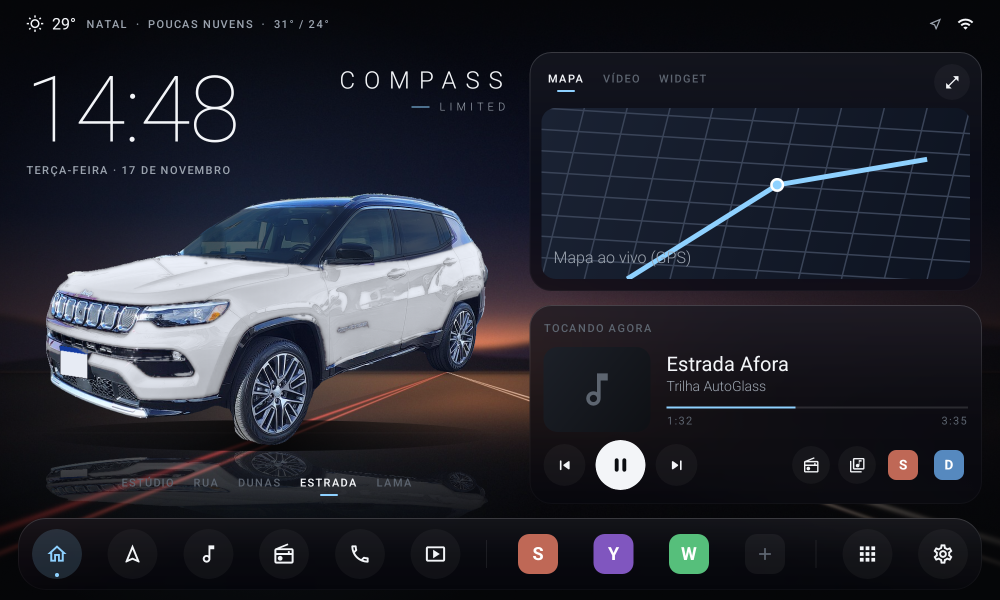 29° NATAL · POUCAS NUVENS · 31° / 24°
14:48
TERÇA-FEIRA · 17 DE NOVEMBRO
COMPASS
LIMITED
MAPA VÍDEO WIDGET
Mapa ao vivo (GPS)
TOCANDO AGORA
Estrada Afora
Trilha AutoGlass
1:32 3:35
S D
ESTÚDIO RUA DUNAS ESTRADA LAMA
S Y W +